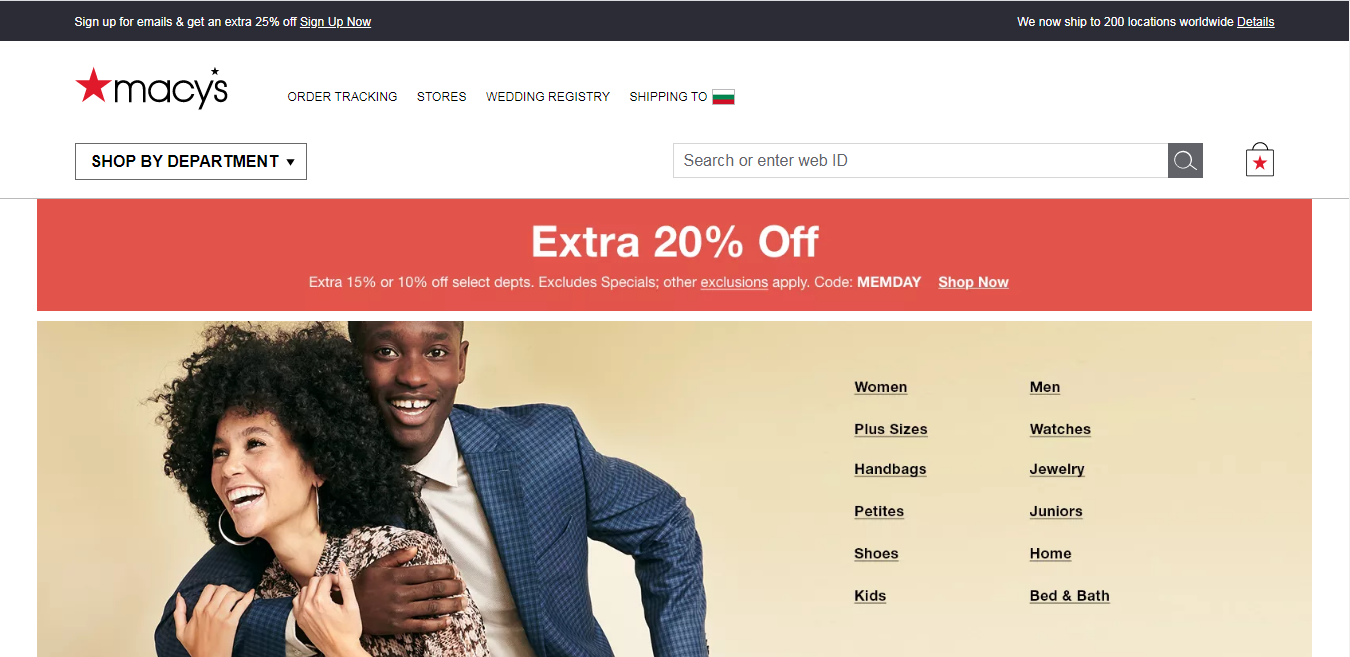 Sign up for emails & get an extra 25% off Sign Up Now
We now ship to 200 locations worldwide Details
macy's
ORDER TRACKING STORES WEDDING REGISTRY SHIPPING TO
SHOP BY DEPARTMENT ▼
Search or enter web ID
Extra 20% Off
Extra 15% or 10% off select depts. Excludes Specials; other exclusions apply. Code: MEMDAY Shop Now
Women Men
Plus Sizes Watches
Handbags Jewelry
Petites Juniors
Shoes Home
Kids Bed & Bath